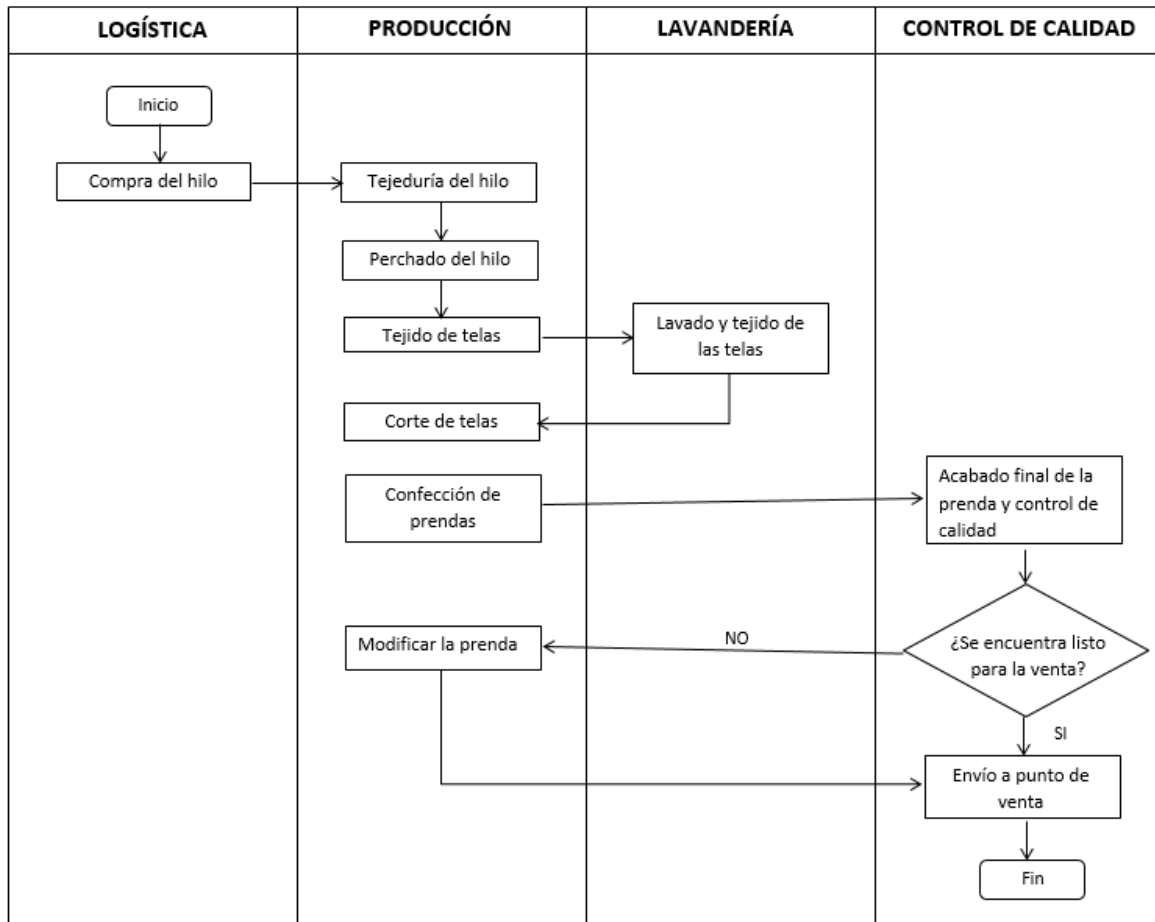 LOGÍSTICA
PRODUCCIÓN
LAVANDERÍA
CONTROL DE CALIDAD
Inicio
Compra del hilo
Tejeduría del hilo
Perchado del hilo
Tejido de telas
Lavado y tejido de
las telas
Corte de telas
Confección de
prendas
Acabado final de la
prenda y control de
calidad
¿Se encuentra listo
para la venta?
NO
Modificar la prenda
SI
Envío a punto de
venta
Fin